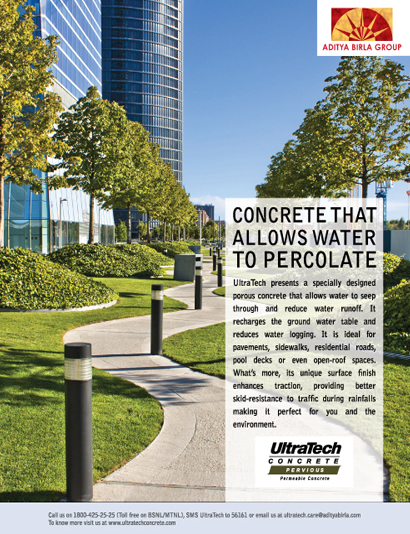 ADITYA BIRLA GROUP
CONCRETE THAT
ALLOWS WATER
TO PERCOLATE
UltraTech presents a specially designed
porous concrete that allows water to seep
through and reduce water runoff. It
recharges the ground water table and
reduces water logging. It is ideal for
pavements, sidewalks, residential roads,
pool decks or even open-roof spaces.
What's more, its unique surface finish
enhances traction, providing better
skid-resistance to traffic during rainfalls
making it perfect for you and the
environment.
UltraTech
CONCRETE
PERVIOUS
Permeable Concrete
Call us on 1800-425-25-25 (Toll free on BSNL/MTNL), SMS UltraTech to 56161 or email us at ultratech.care@adityabirla.com
To know more visit us at www.ultratechconcrete.com